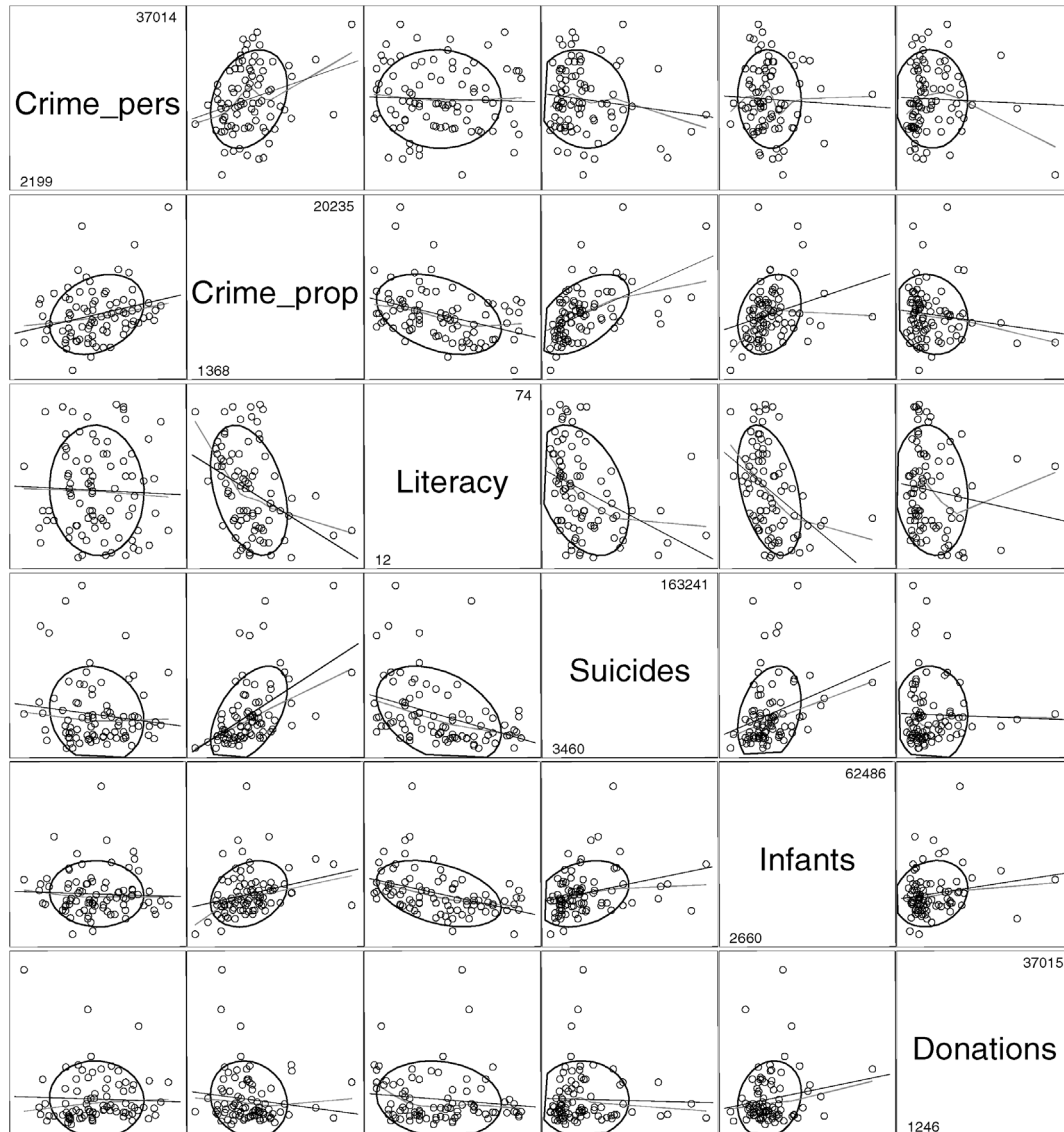 37014
Crime_pers
2199
20235
Crime_prop
1368
74
Literacy
12
163241
Suicides
3460
62486
Infants
2660
37015
Donations
1246